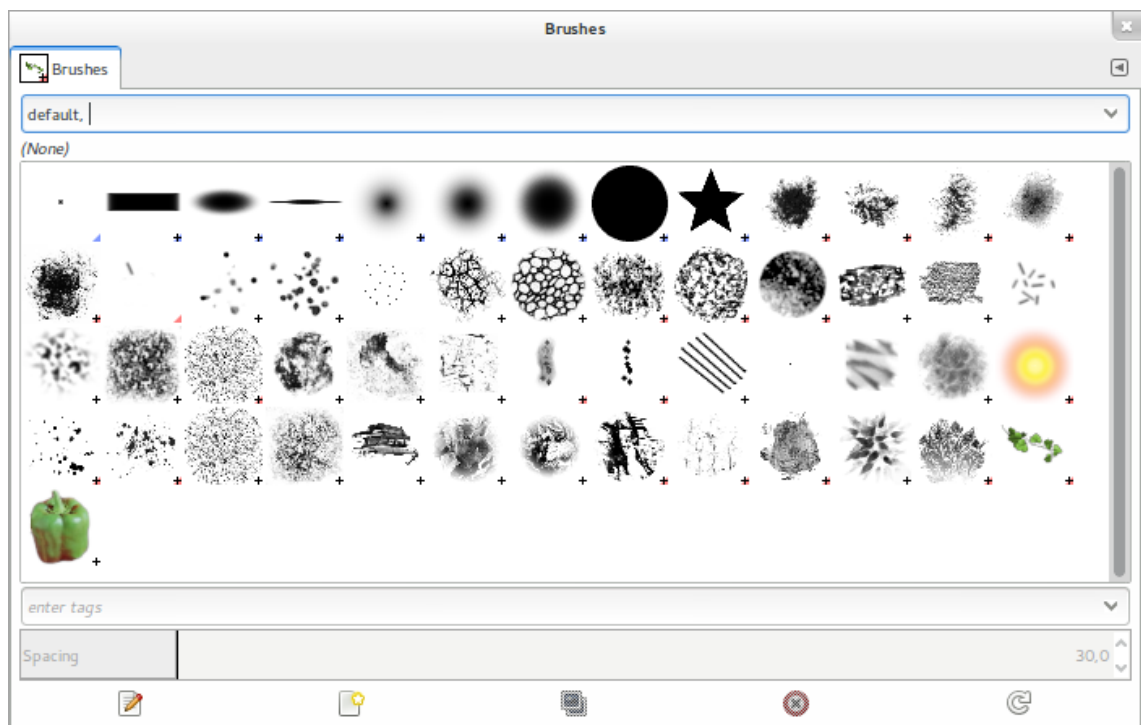 Brushes
Brushes
default,
(None)
enter tags
Spacing 30,0